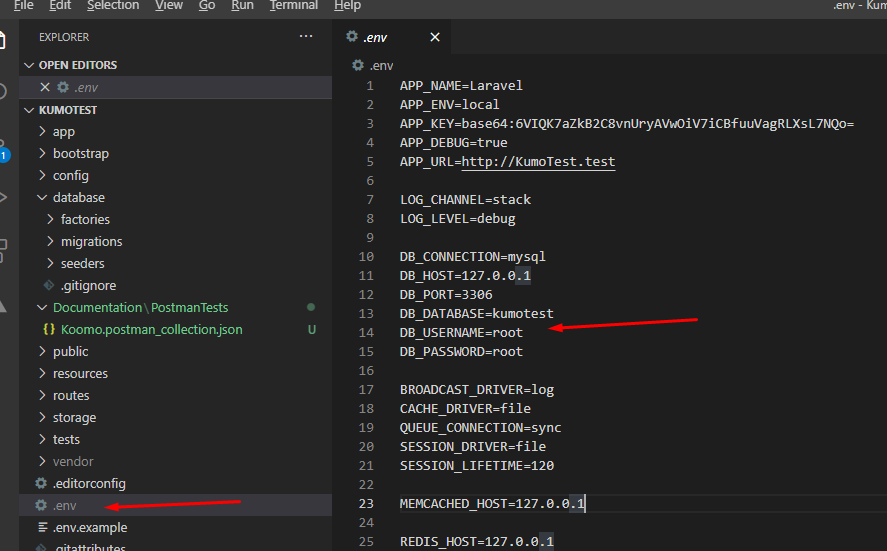 File Edit Selection View Go Run Terminal Help .env - Kum
EXPLORER ···
OPEN EDITORS
.env
KUMOTEST
app
bootstrap
config
database
factories
migrations
seeders
.gitignore
Documentation \ PostmanTests
{} Koomo.postman_collection.json U
public
resources
routes
storage
tests
vendor
.editorconfig
.env
.env.example
.gitattributes
1
.env
.env
1 APP_NAME=Laravel
2 APP_ENV=local
3 APP_KEY=base64:6VIQK7aZkB2C8vnUryAVwOiV7iCBfuuVagRLXsL7NQo=
4 APP_DEBUG=true
5 APP_URL=http://KumoTest.test
6
7 LOG_CHANNEL=stack
8 LOG_LEVEL=debug
9
10 DB_CONNECTION=mysql
11 DB_HOST=127.0.0.1
12 DB_PORT=3306
13 DB_DATABASE=kumotest
14 DB_USERNAME=root
15 DB_PASSWORD=root
16
17 BROADCAST_DRIVER=log
18 CACHE_DRIVER=file
19 QUEUE_CONNECTION=sync
20 SESSION_DRIVER=file
21 SESSION_LIFETIME=120
22
23 MEMCACHED_HOST=127.0.0.1
24
25 REDIS_HOST=127.0.0.1